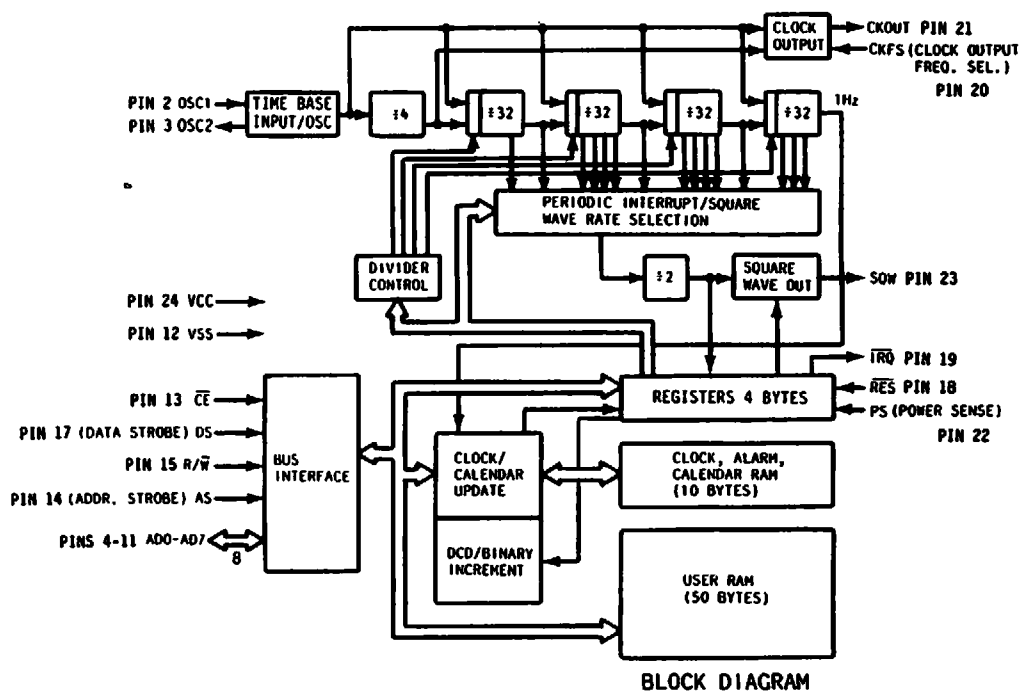 CLOCK
OUTPUT
CKOUT PIN 21
CKFS (CLOCK OUTPUT
FREQ. SEL.)
PIN 20
PIN 2 OSC1
PIN 3 OSC2
TIME BASE
INPUT/OSC
÷4
÷32
÷32
÷32
÷32
1Hz
PERIODIC INTERRUPT/SQUARE
WAVE RATE SELECTION
DIVIDER
CONTROL
÷2
SQUARE
WAVE OUT
SQW PIN 23
PIN 24 VCC
PIN 12 VSS
IRQ PIN 19
RES PIN 18
PS (POWER SENSE)
PIN 22
REGISTERS 4 BYTES
PIN 13 CE
PIN 17 (DATA STROBE) DS
PIN 15 R/W
PIN 14 (ADDR. STROBE) AS
PINS 4-11 AD0-AD7
8
BUS
INTERFACE
CLOCK/
CALENDAR
UPDATE
DCD/BINARY
INCREMENT
CLOCK, ALARM,
CALENDAR RAM
(10 BYTES)
USER RAM
(50 BYTES)
BLOCK DIAGRAM